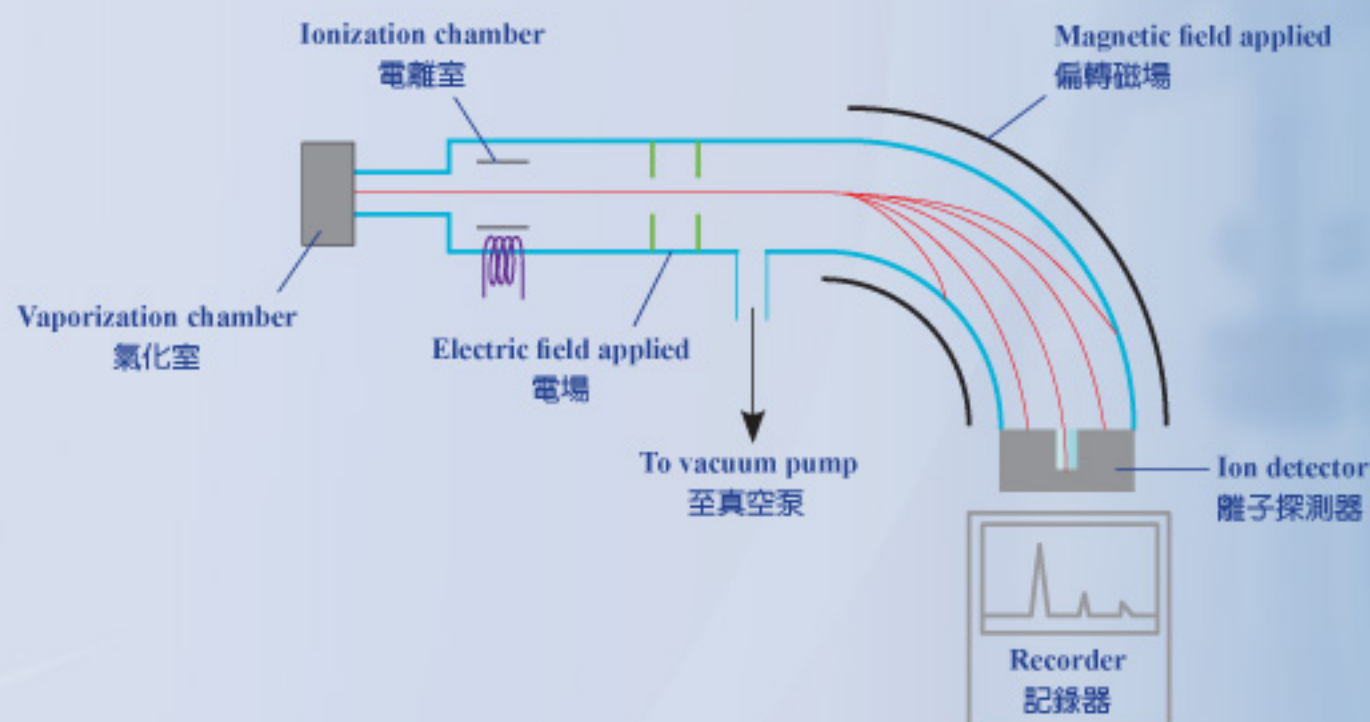 Ionization chamber
電離室
Magnetic field applied
偏轉磁場
Vaporization chamber
氣化室
Electric field applied
電場
To vacuum pump
至真空泵
Ion detector
離子探測器
Recorder
記錄器